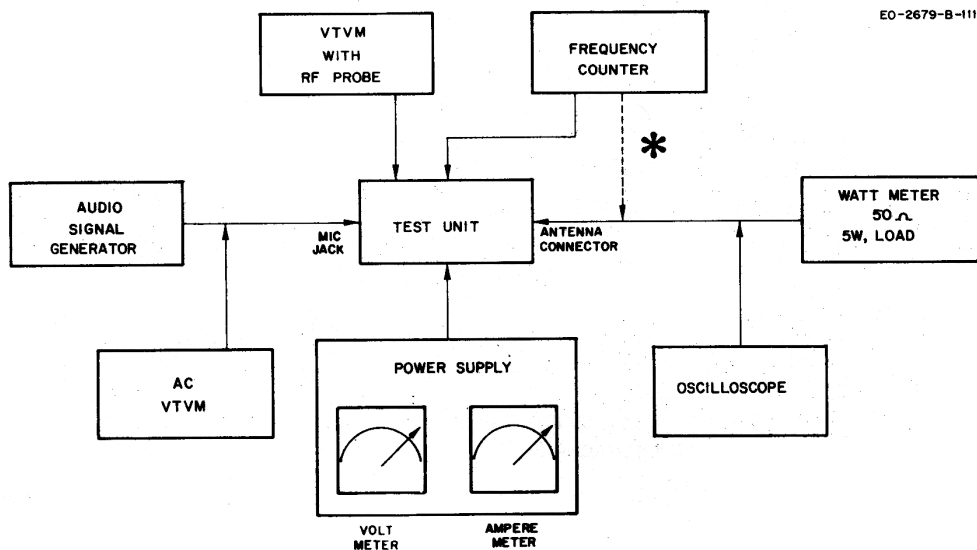 EO-2679-B-111
VTVM
WITH
RF PROBE
FREQUENCY
COUNTER
*
AUDIO
SIGNAL
GENERATOR
MIC
JACK
TEST UNIT
ANTENNA
CONNECTOR
WATT METER
50Ω
5W, LOAD
AC
VTVM
POWER SUPPLY
OSCILLOSCOPE
VOLT
METER
AMPERE
METER